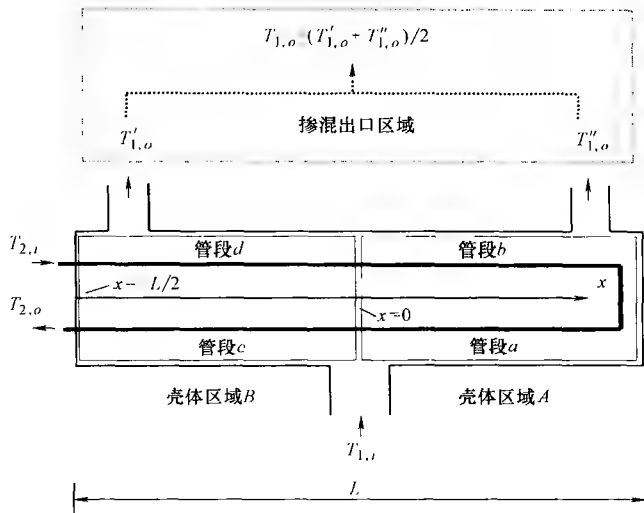 T₁,ₒ (T′₁,ₒ + T″₁,ₒ)/2
掺混出口区域
T′₁,ₒ
T″₁,ₒ
T₂,ᵢ
管段d
管段b
x- L/2
x
x=0
T₂,ₒ
管段c
管段a
壳体区域B
壳体区域A
T₁,ᵢ
L